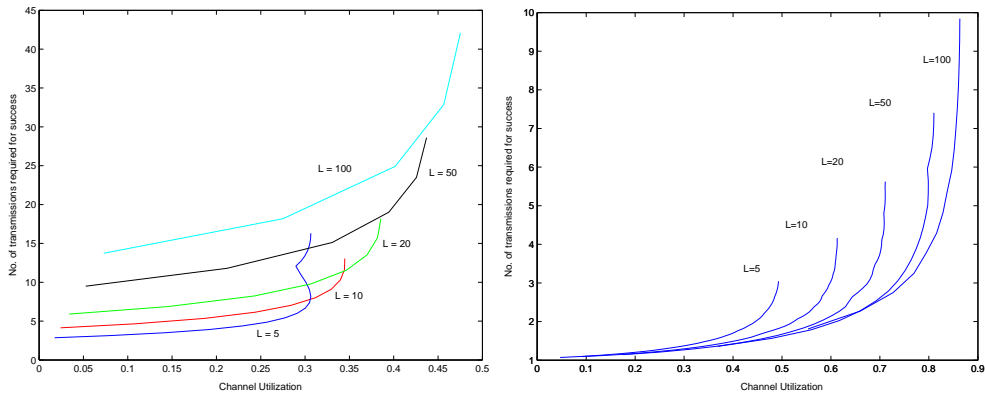 45
40
35
30
25
20
15
10
5
0
No. of transmissions required for success
L = 100
L = 50
L = 20
L = 10
L = 5
0 0.05 0.1 0.15 0.2 0.25 0.3 0.35 0.4 0.45 0.5
Channel Utilization
10
9
8
7
6
5
4
3
2
1
No. of transmissions required for success
L=100
L=50
L=20
L=10
L=5
0 0.1 0.2 0.3 0.4 0.5 0.6 0.7 0.8 0.9
Channel Utilization